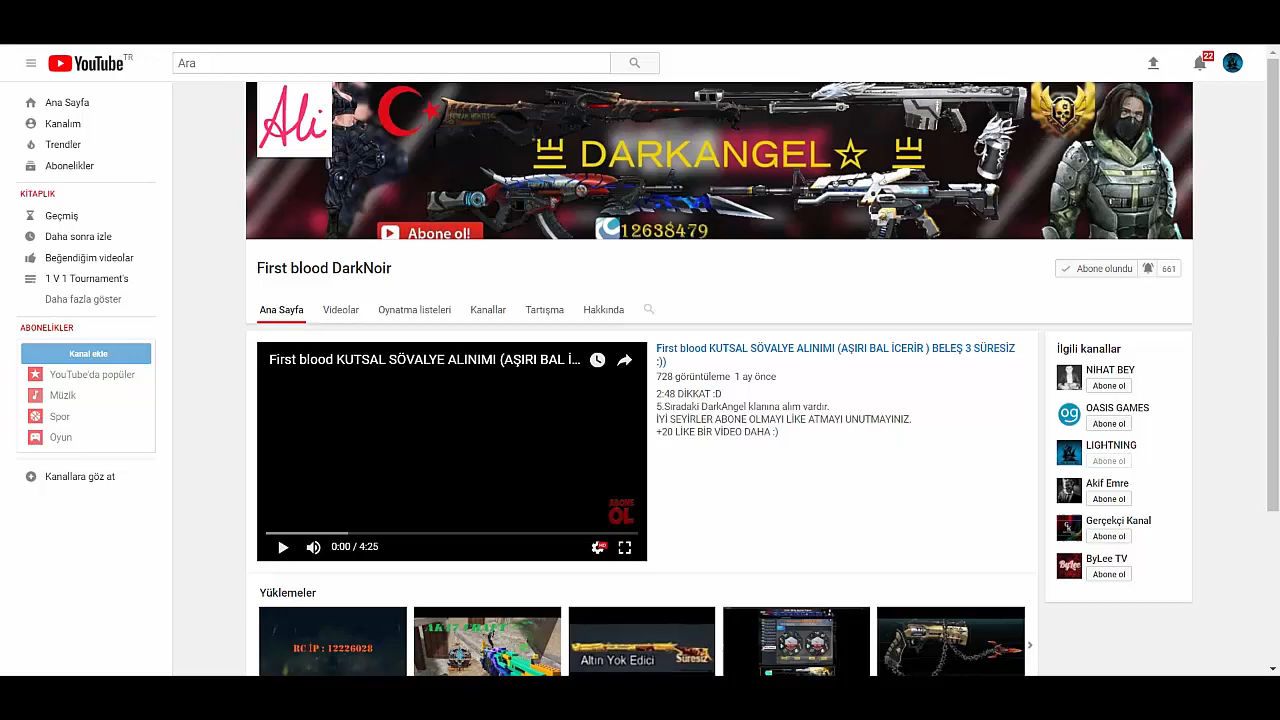 YouTube TR
Ara
22
Ana Sayfa
Kanalım
Trendler
Abonelikler
KİTAPLIK
Geçmiş
Daha sonra izle
Beğendiğim videolar
1 V 1 Tournament's
Daha fazla göster
ABONELİKLER
Kanal ekle
YouTube'da popüler
Müzik
Spor
Oyun
Kanallara göz at
Ali
DARKANGEL☆
Abone ol!
12638479
First blood DarkNoir
Abone olundu
661
Ana Sayfa
Videolar
Oynatma listeleri
Kanallar
Tartışma
Hakkında
First blood KUTSAL SÖVALYE ALINIMI (AŞIRI BAL İ...
ABONE
OL
0:00 / 4:25
HD
First blood KUTSAL SÖVALYE ALINIMI (AŞIRI BAL İCERİR ) BELEŞ 3 SÜRESİZ
:))
728 görüntüleme 1 ay önce
2:48 DİKKAT :D
5.Sıradaki DarkAngel klanına alım vardır.
İYİ SEYİRLER ABONE OLMAYI LİKE ATMAYI UNUTMAYINIZ.
+20 LİKE BİR VİDEO DAHA :)
İlgili kanallar
NİHAT BEY
Abone ol
OASIS GAMES
og
Abone ol
LIGHTNING
Abone ol
Akif Emre
Abone ol
Gerçekçi Kanal
Abone ol
ByLee TV
ByLee
Abone ol
Yüklemeler
RC İP : 12226028
AK47 CRAFT
Altın Yok Edici
Süresiz